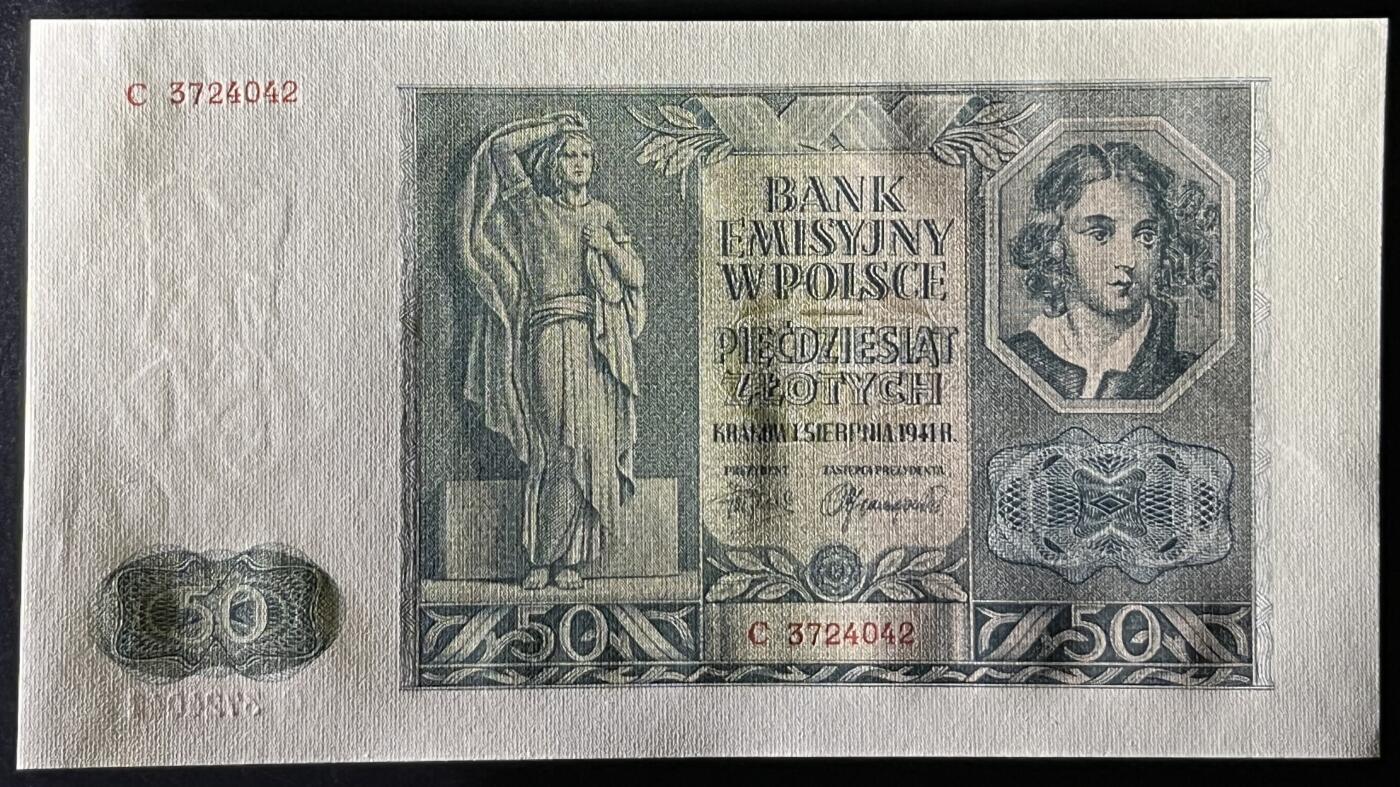 C 3724042
BANK
EMISYJNY
W POLSCE
PIĘĆDZIESIĄT
ZŁOTYCH
KRAKÓW 1.SIERPNIA.1941 R.
PREZYDENT ZASTĘPCA PREZYDENTA
50
50
C 3724042
50